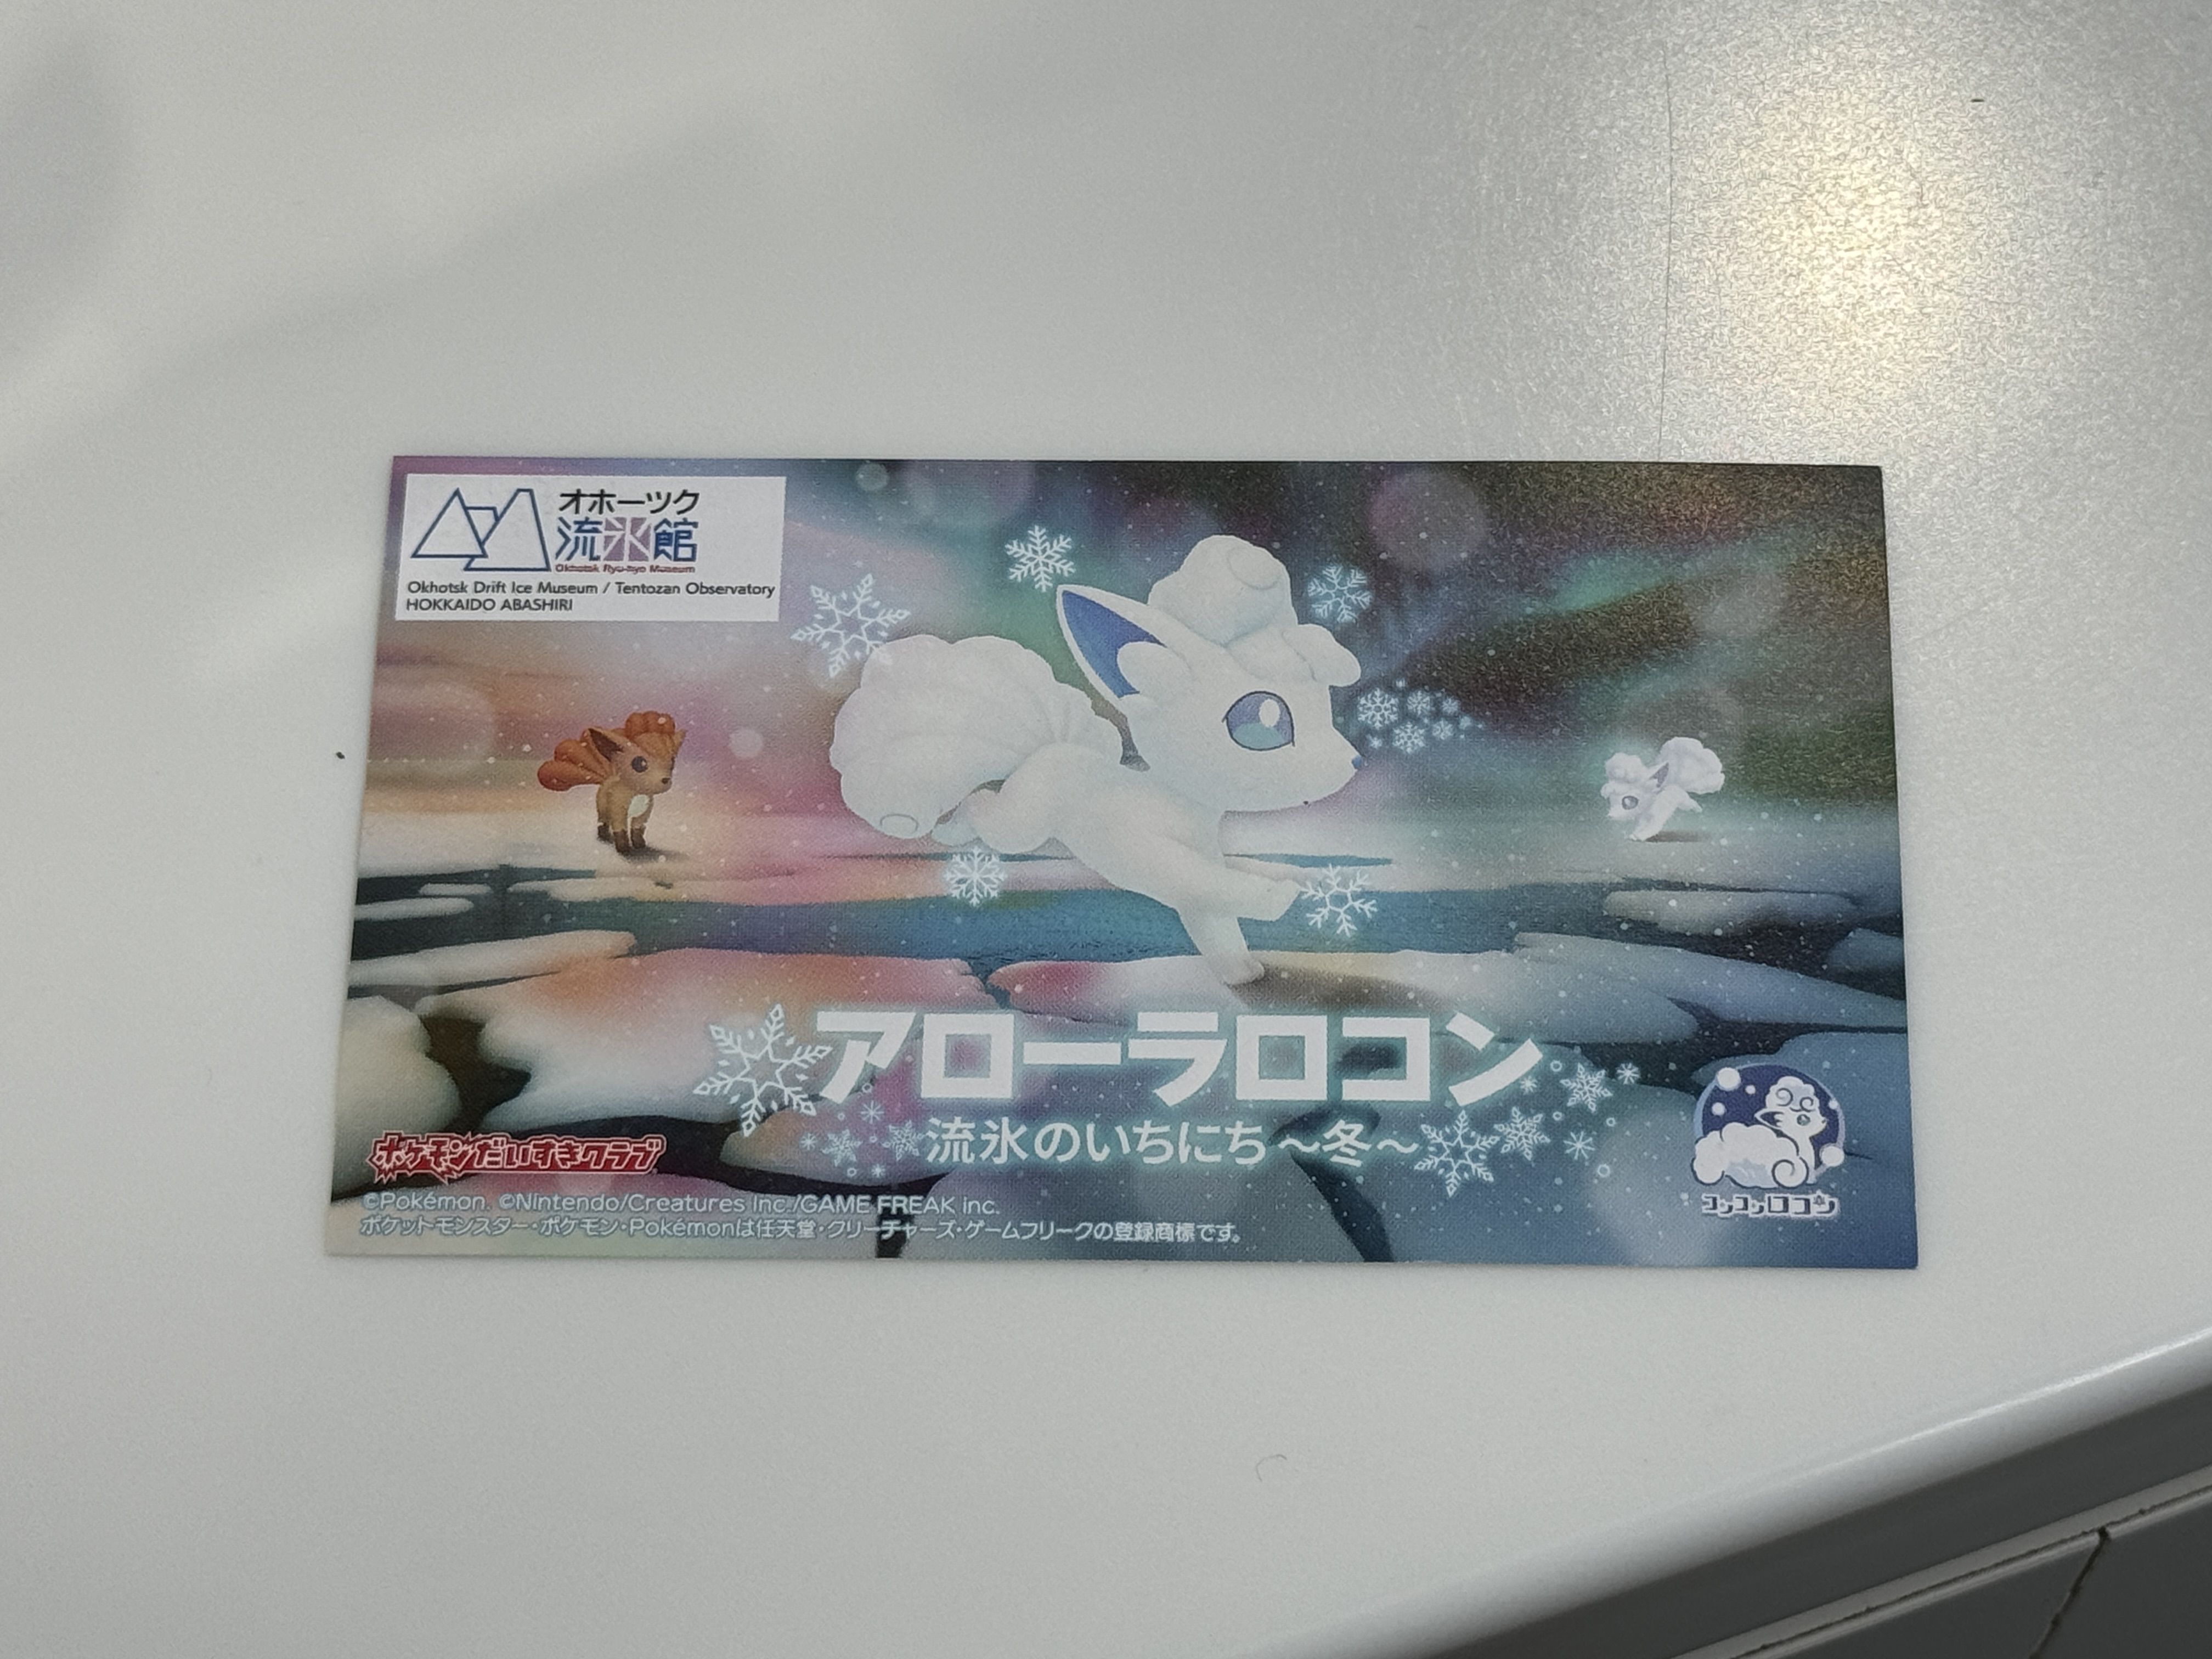 オホーツク
流氷館
Okhotsk Ryu-hyo Museum
Okhotsk Drift Ice Museum / Tentozan Observatory
HOKKAIDO ABASHIRI
アローラロコン
流氷のいちにち～冬～
ポケモンだいすきクラブ
コンコンロコン
©Pokémon. ©Nintendo/Creatures Inc./GAME FREAK inc.
ポケットモンスター・ポケモン・Pokémonは任天堂・クリーチャーズ・ゲームフリークの登録商標です。